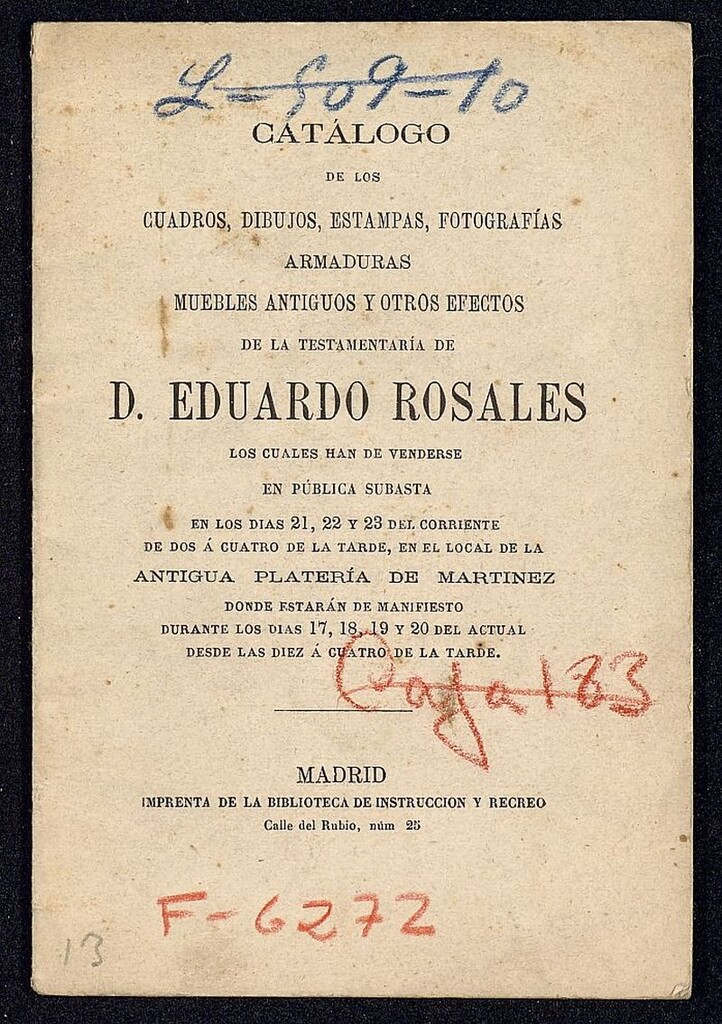 L-509-10
CATÁLOGO
DE LOS
CUADROS, DIBUJOS, ESTAMPAS, FOTOGRAFÍAS
ARMADURAS
MUEBLES ANTIGUOS Y OTROS EFECTOS
DE LA TESTAMENTARÍA DE
D. EDUARDO ROSALES
LOS CUALES HAN DE VENDERSE
EN PÚBLICA SUBASTA
EN LOS DIAS 21, 22 Y 23 DEL CORRIENTE
DE DOS Á CUATRO DE LA TARDE, EN EL LOCAL DE LA
ANTIGUA PLATERÍA DE MARTINEZ
DONDE ESTARÁN DE MANIFIESTO
DURANTE LOS DIAS 17, 18, 19 Y 20 DEL ACTUAL
DESDE LAS DIEZ Á CUATRO DE LA TARDE.
Caja 183
MADRID
IMPRENTA DE LA BIBLIOTECA DE INSTRUCCION Y RECREO
Calle del Rubio, núm 25
F-6272
13